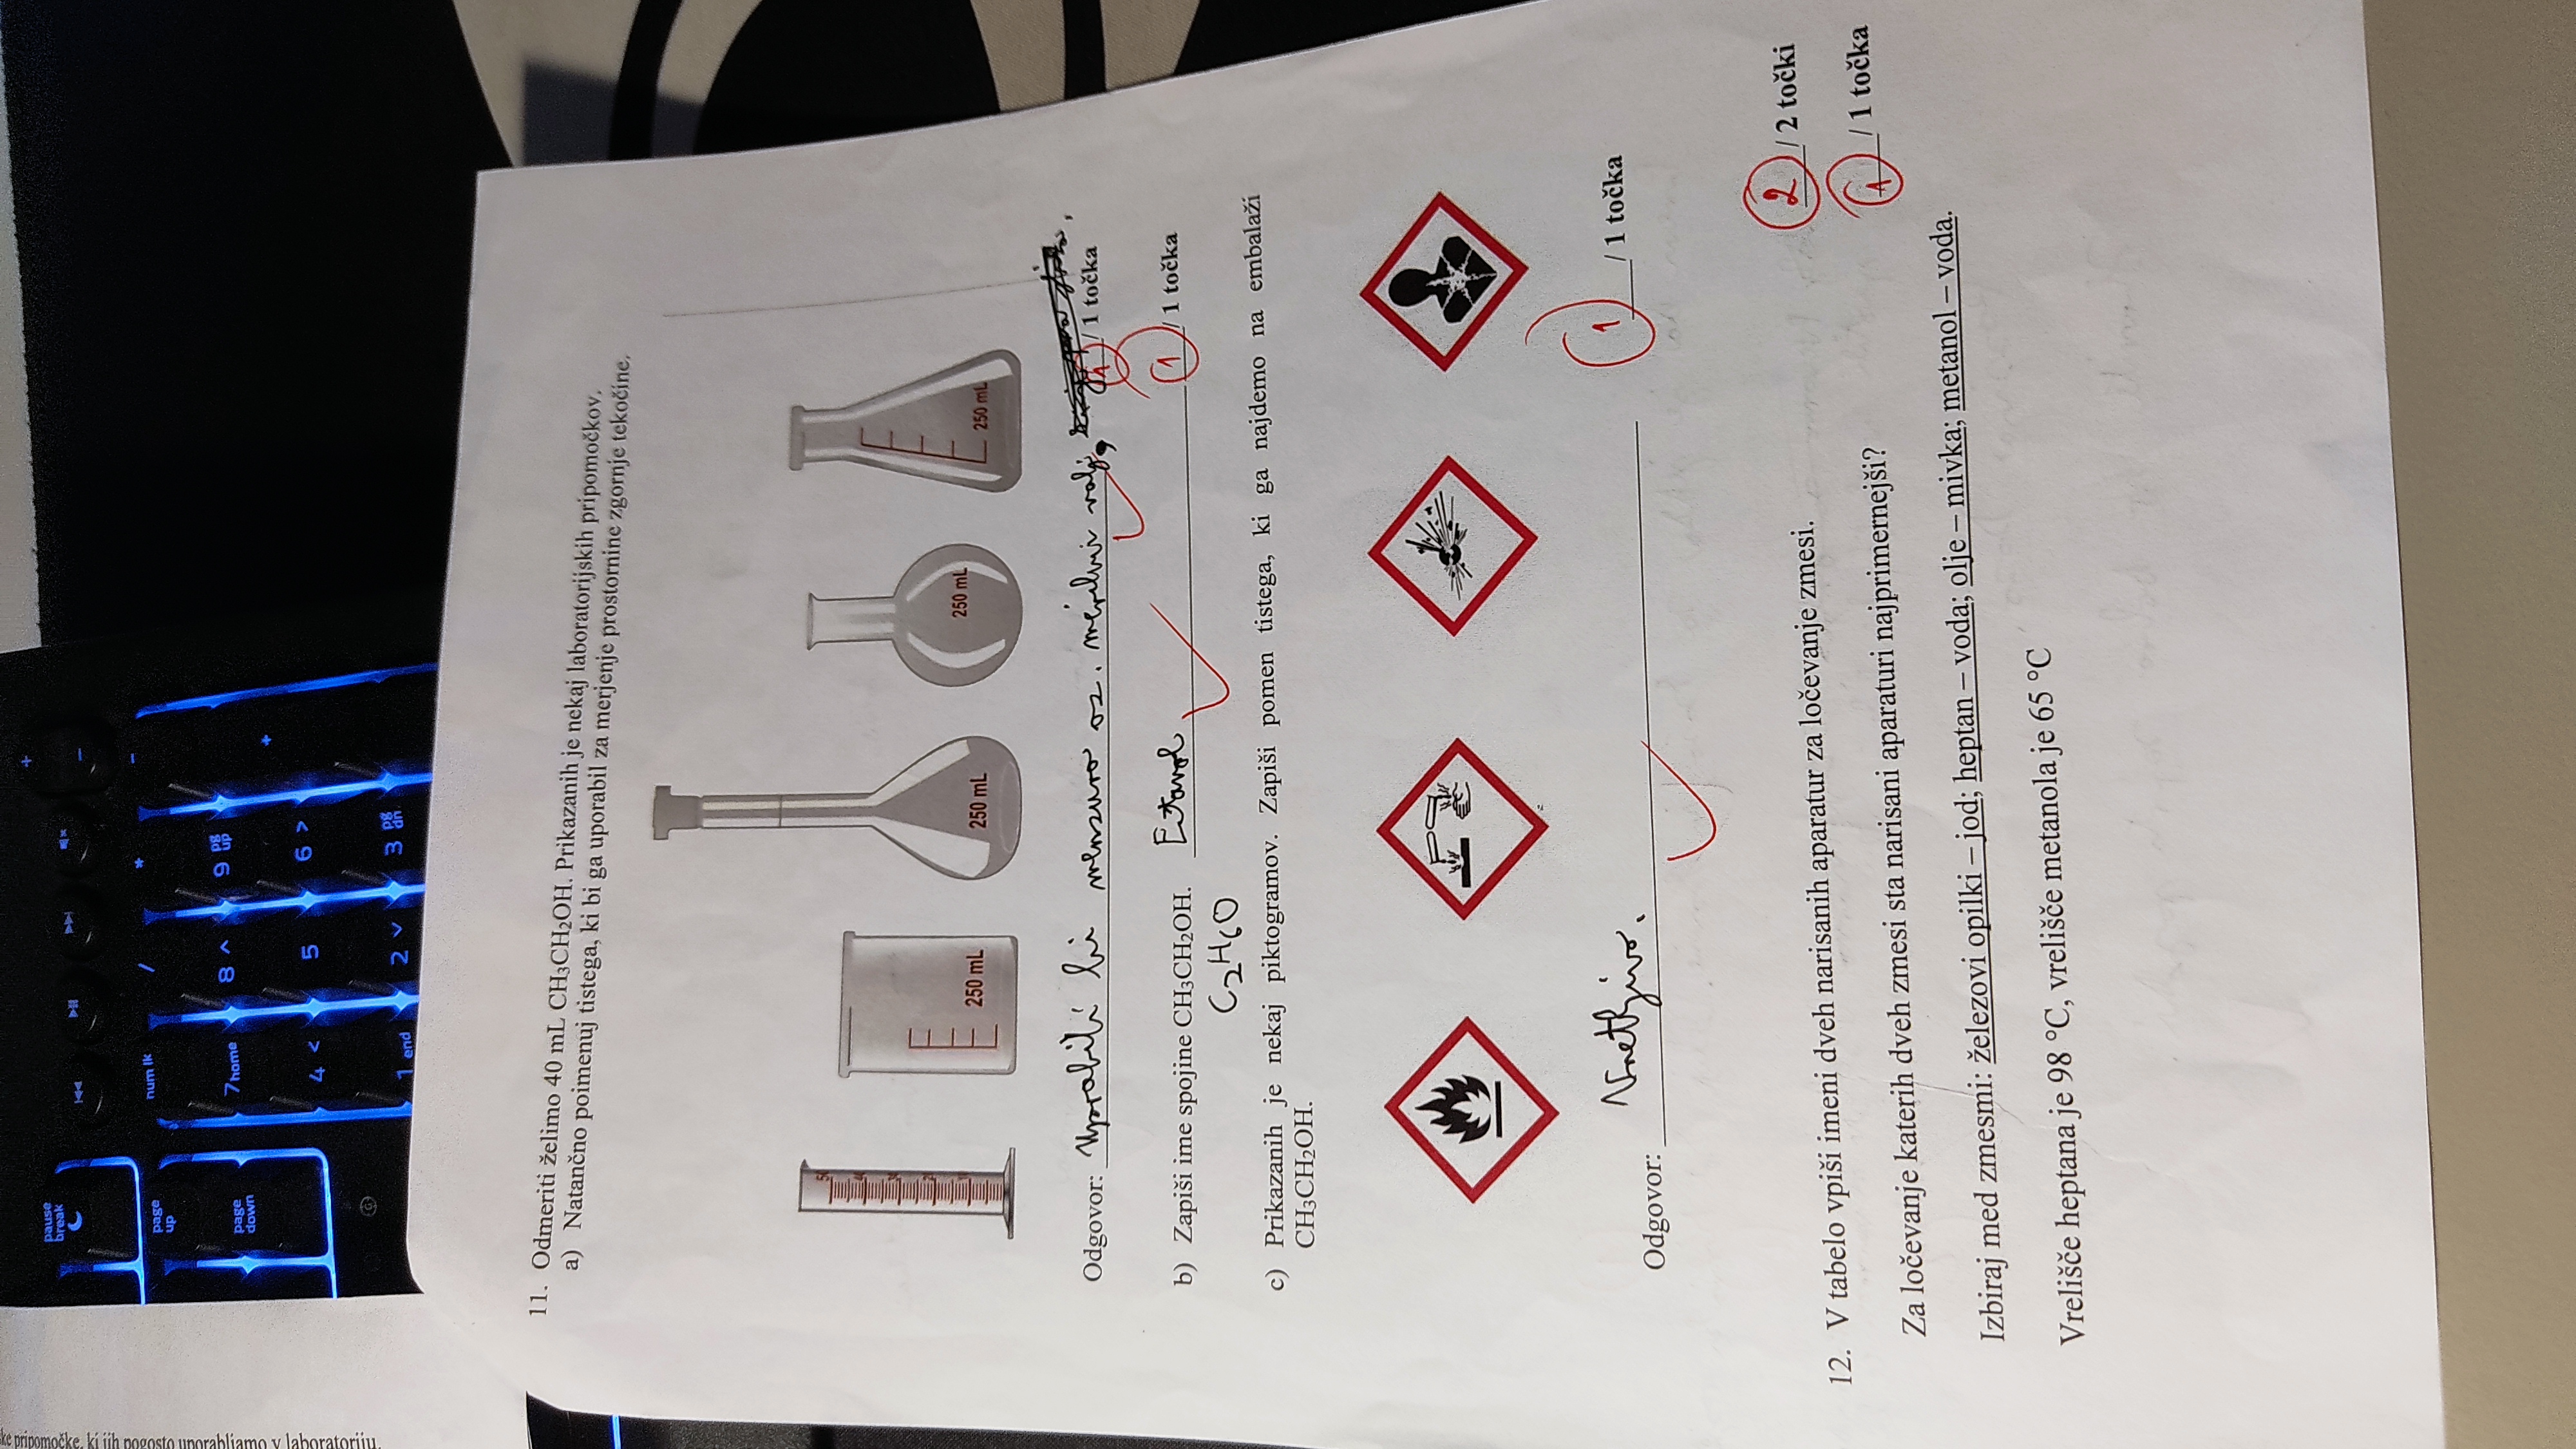 ke pripomočke, ki jih pogosto uporabljamo v laboratoriju.
pause
break
page
up
page
down
num lk
/
*
-
+
-
7 home
8
9 pg up
+
4 <
5
6 >
1 end
2
3 pg dn
G
11. Odmeriti želimo 40 mL CH₃CH₂OH. Prikazanih je nekaj laboratorijskih pripomočkov.
a) Natančno poimenuj tistega, ki bi ga uporabil za merjenje prostornine zgornje tekočine.
250 mL
250 mL
250 mL
250 mL
Odgovor: Uporabili bi menzuro oz. merilni valj, 1 / 1 točka
b) Zapiši ime spojine CH₃CH₂OH. Etanol 1 / 1 točka
C₂H₆O
c) Prikazanih je nekaj piktogramov. Zapiši pomen tistega, ki ga najdemo na embalaži
CH₃CH₂OH.
Odgovor: Vnetljivo. 1 / 1 točka
2 / 2 točki
12. V tabelo vpiši imeni dveh narisanih aparatur za ločevanje zmesi.
1 / 1 točka
Za ločevanje katerih dveh zmesi sta narisani aparaturi najprimernejši?
Izbiraj med zmesmi: železovi opilki – jod; heptan – voda; olje – mivka; metanol – voda.
Vrelišče heptana je 98 °C, vrelišče metanola je 65 °C